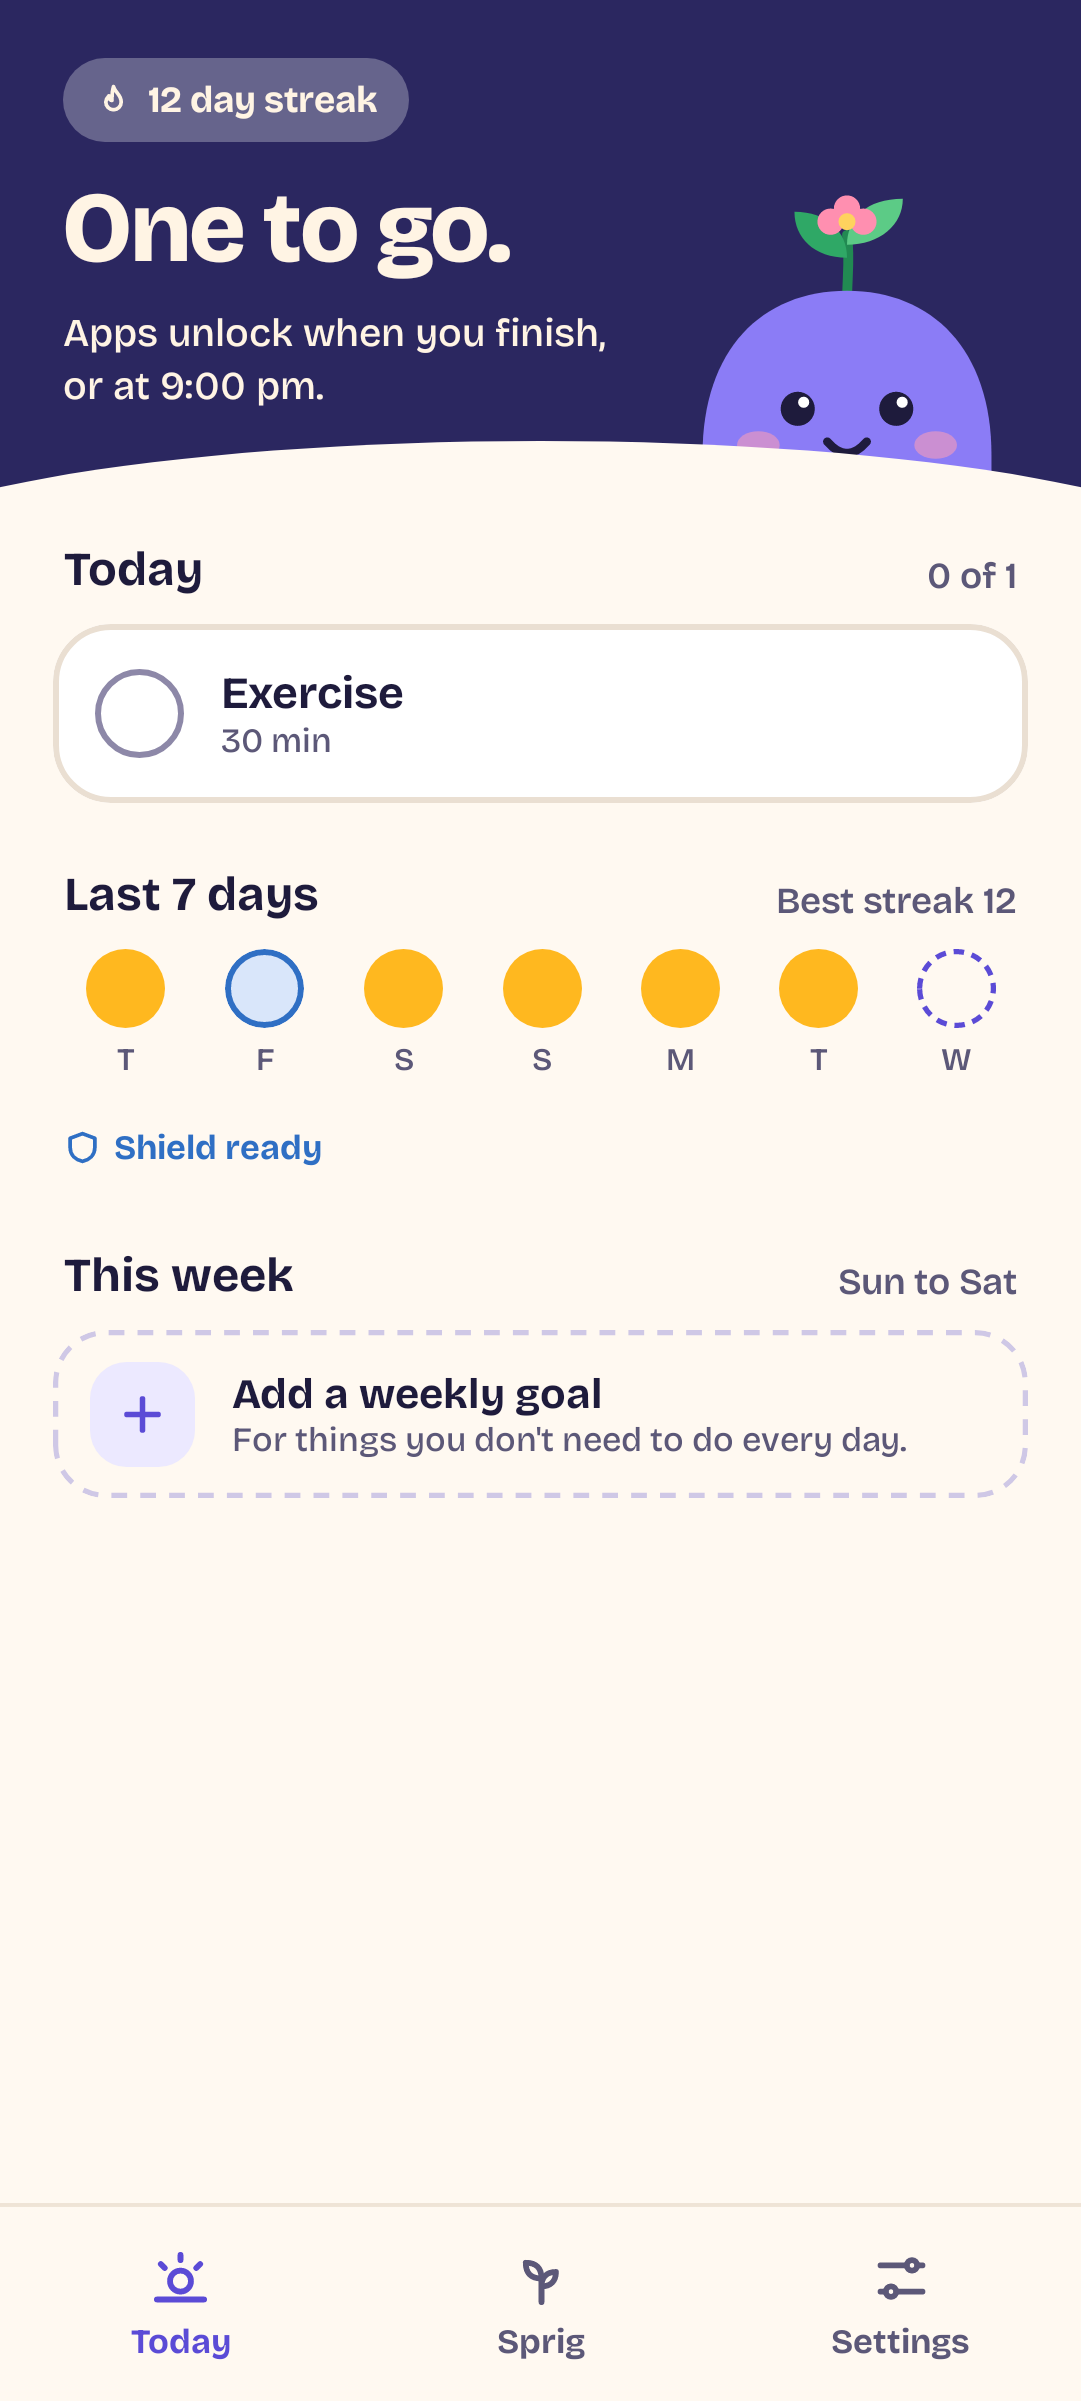 12 day streak
One to go.
Apps unlock when you finish,
or at 9:00 pm.
Today
0 of 1
Exercise
30 min
Last 7 days
Best streak 12
T F S S M T W
Shield ready
This week
Sun to Sat
Add a weekly goal
For things you don't need to do every day.
Today Sprig Settings